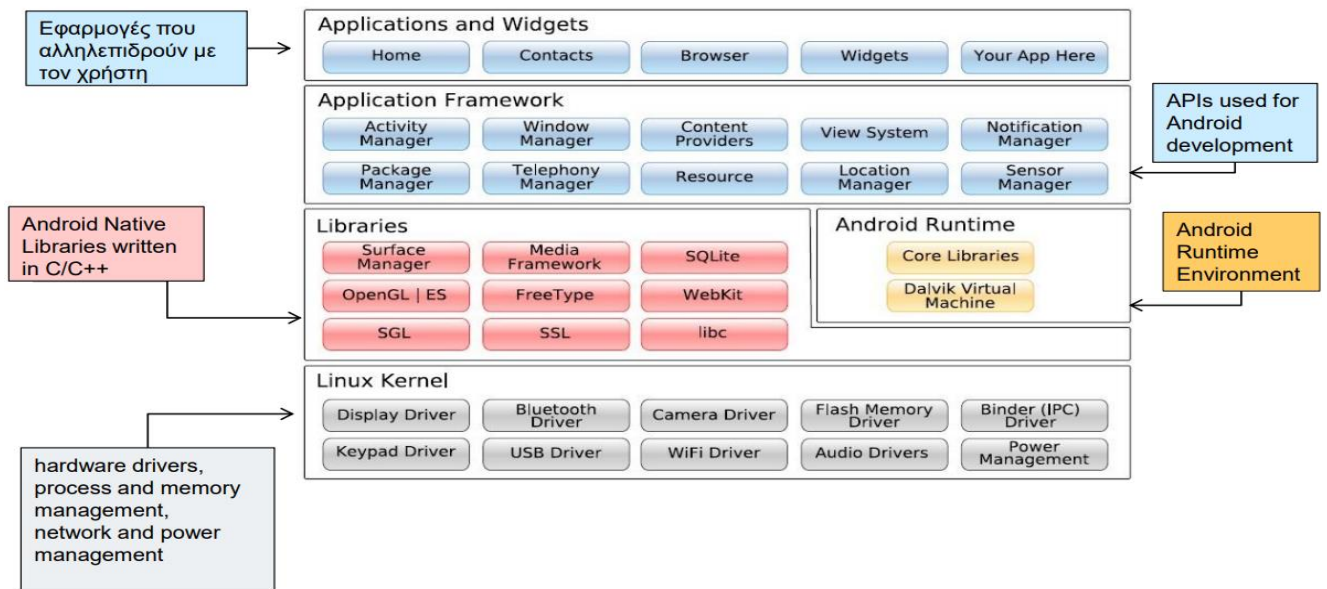 Εφαρμογές που
αλληλεπιδρούν με
τον χρήστη
Applications and Widgets
Home
Contacts
Browser
Widgets
Your App Here
Application Framework
Activity
Manager
Window
Manager
Content
Providers
View System
Notification
Manager
Package
Manager
Telephony
Manager
Resource
Location
Manager
Sensor
Manager
APIs used for
Android
development
Android Native
Libraries written
in C/C++
Libraries
Surface
Manager
Media
Framework
SQLite
OpenGL | ES
FreeType
WebKit
SGL
SSL
libc
Android Runtime
Core Libraries
Dalvik Virtual
Machine
Android
Runtime
Environment
Linux Kernel
Display Driver
Bluetooth
Driver
Camera Driver
Flash Memory
Driver
Binder (IPC)
Driver
Keypad Driver
USB Driver
WiFi Driver
Audio Drivers
Power
Management
hardware drivers,
process and memory
management,
network and power
management